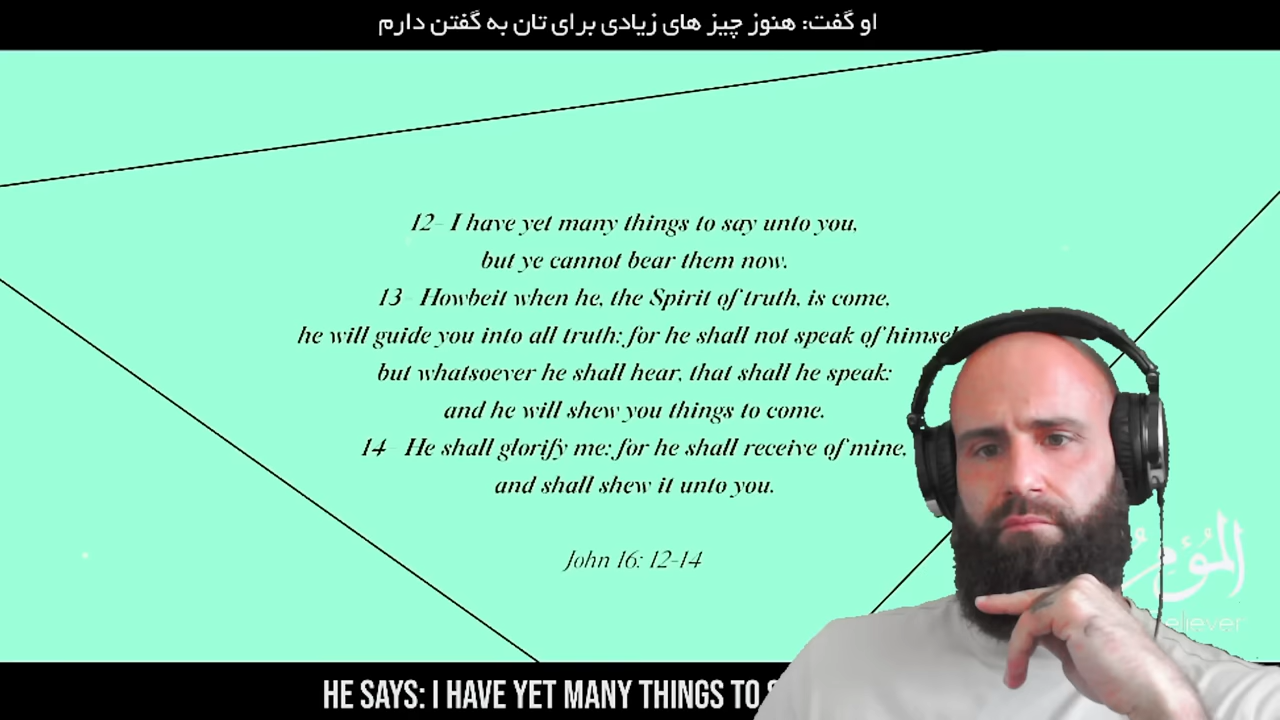 او گفت: هنوز چیز های زیادی برای تان به گفتن دارم
12- I have yet many things to say unto you,
but ye cannot bear them now.
13- Howbeit when he, the Spirit of truth, is come,
he will guide you into all truth: for he shall not speak of
but whatsoever he shall hear, that shall he speak:
and he will shew you things to come.
14- He shall glorify me: for he shall receive of mine,
and shall shew it unto you.
John 16: 12-14
HE SAYS: I HAVE YET MANY THINGS TO